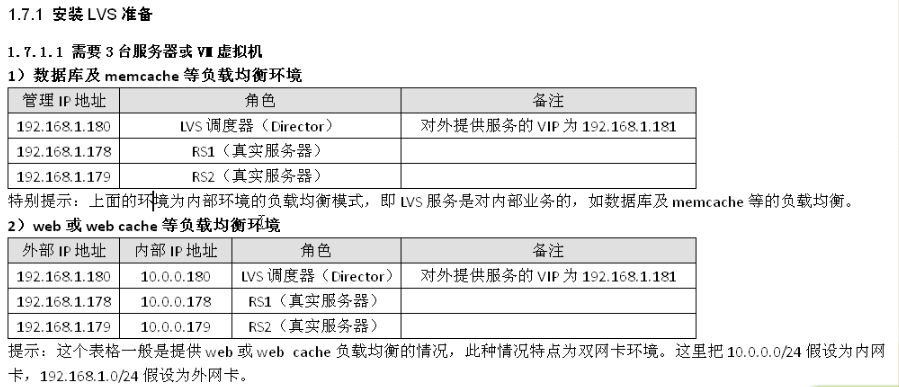 1.7.1 安装 LVS 准备
1.7.1.1 需要 3 台服务器或 VM 虚拟机
1）数据库及 memcache 等负载均衡环境
管理 IP 地址 角色 备注
192.168.1.180 LVS 调度器（Director） 对外提供服务的 VIP 为 192.168.1.181
192.168.1.178 RS1（真实服务器）
192.168.1.179 RS2（真实服务器）
特别提示：上面的环境为内部环境的负载均衡模式，即 LVS 服务是对内部业务的，如数据库及 memcache 等的负载均衡。
2）web 或 web cache 等负载均衡环境
外部 IP 地址 内部 IP 地址 角色 备注
192.168.1.180 10.0.0.180 LVS 调度器（Director） 对外提供服务的 VIP 为 192.168.1.181
192.168.1.178 10.0.0.178 RS1（真实服务器）
192.168.1.179 10.0.0.179 RS2（真实服务器）
提示：这个表格一般是提供 web 或 web cache 负载均衡的情况，此种情况特点为双网卡环境。这里把 10.0.0.0/24 假设为内网
卡，192.168.1.0/24 假设为外网卡。